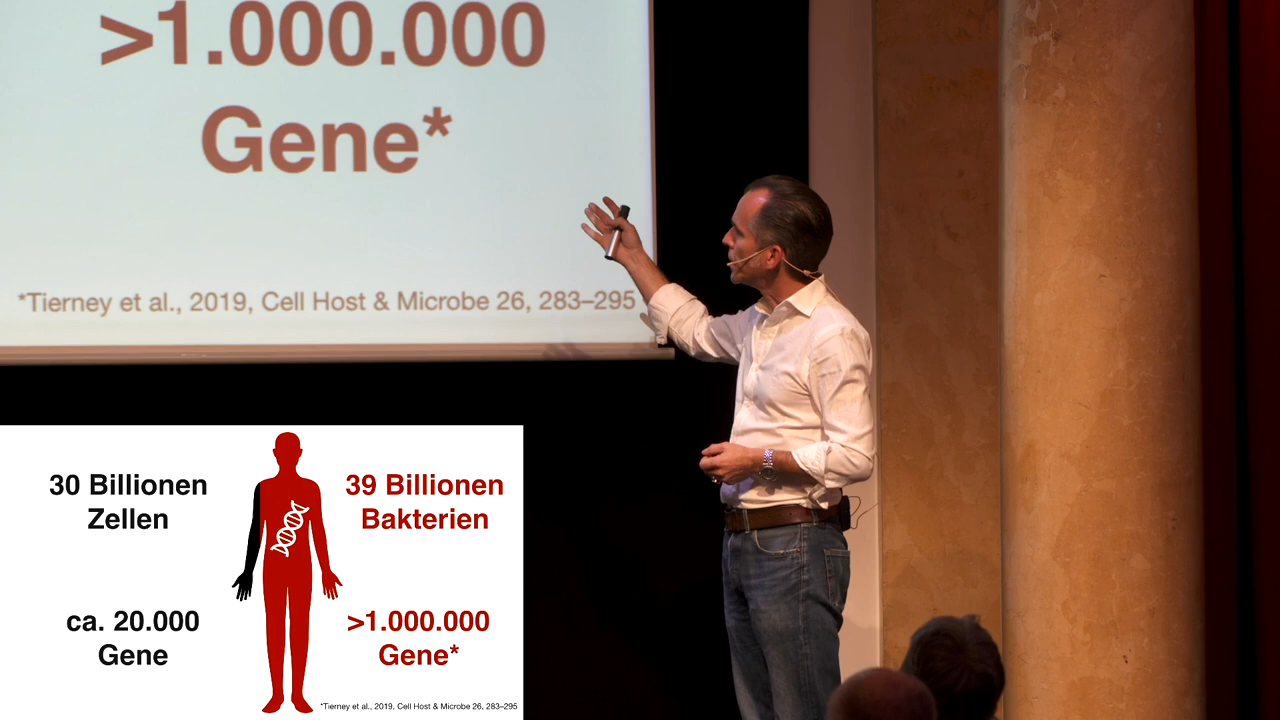 >1.000.000
Gene*
*Tierney et al., 2019, Cell Host & Microbe 26, 283–295
30 Billionen
Zellen
39 Billionen
Bakterien
ca. 20.000
Gene
>1.000.000
Gene*
*Tierney et al., 2019, Cell Host & Microbe 26, 283–295